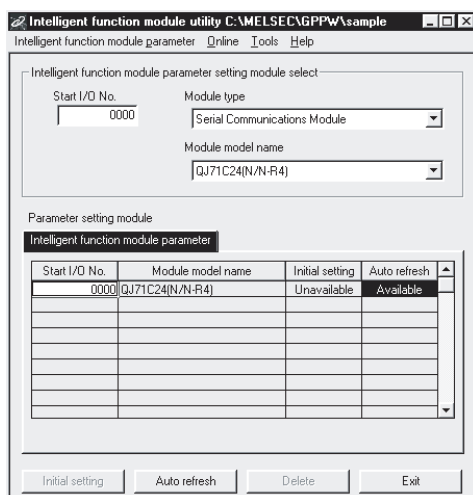 Intelligent function module utility C:\MELSEC\GPPW\sample
Intelligent function module parameter Online Tools Help
Intelligent function module parameter setting module select
Start I/O No. Module type
0000 Serial Communications Module
Module model name
QJ71C24(N/N-R4)
Parameter setting module
Intelligent function module parameter
Start I/O No. Module model name Initial setting Auto refresh
0000 QJ71C24(N/N-R4) Unavailable Available
Initial setting Auto refresh Delete Exit